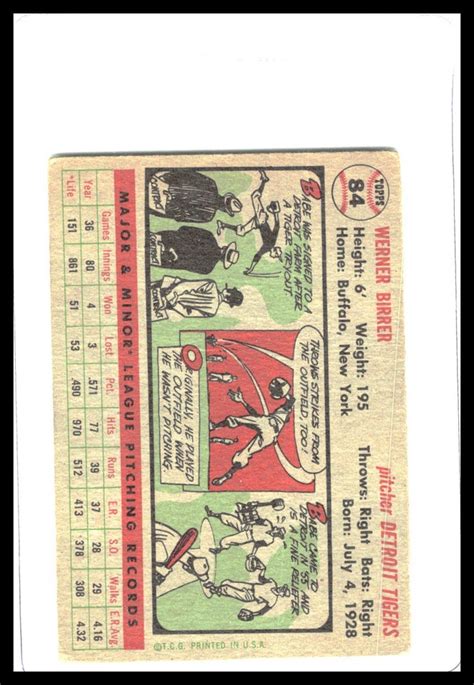 TOPPS
84
WERNER BIRRER
pitcher DETROIT TIGERS
Height: 6' Weight: 195
Throws: Right Bats: Right
Home: Buffalo, New York
Born: July 4, 1928
BABE WAS SIGNED TO A
DETROIT FARM AFTER
A TIGER TRYOUT.
THROWS STRIKES FROM
THE OUTFIELD, TOO!
ORIGINALLY, HE PLAYED
THE OUTFIELD WHEN
HE WASN'T PITCHING.
BABE CAME TO
DETROIT IN '55 AND
IS A FINE RELIEFER
MAJOR & MINOR* LEAGUE PITCHING RECORDS
Games Innings Won Lost Pct. Hits Runs E.R. S.O. Walks E.R.Avg.
Year 36 80 4 3 .571 77 39 37 28 29 4.16
*Life 151 861 51 53 .490 970 512 413 367 308 4.32
©T.C.G. PRINTED IN U.S.A.